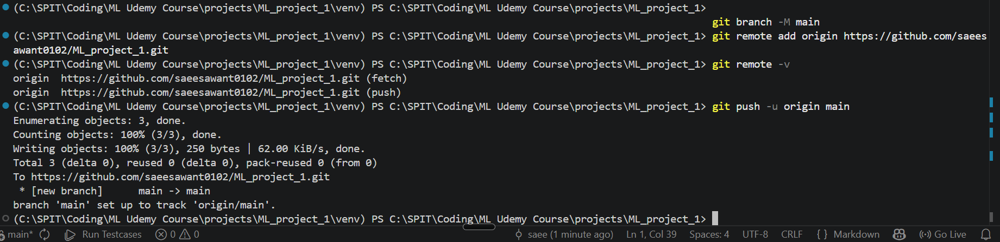 (C:\SPIT\Coding\ML Udemy Course\projects\ML_project_1\venv) PS C:\SPIT\Coding\ML Udemy Course\projects\ML_project_1>
git branch -M main
(C:\SPIT\Coding\ML Udemy Course\projects\ML_project_1\venv) PS C:\SPIT\Coding\ML Udemy Course\projects\ML_project_1> git remote add origin https://github.com/saees
awant0102/ML_project_1.git
(C:\SPIT\Coding\ML Udemy Course\projects\ML_project_1\venv) PS C:\SPIT\Coding\ML Udemy Course\projects\ML_project_1> git remote -v
origin  https://github.com/saeesawant0102/ML_project_1.git (fetch)
origin  https://github.com/saeesawant0102/ML_project_1.git (push)
(C:\SPIT\Coding\ML Udemy Course\projects\ML_project_1\venv) PS C:\SPIT\Coding\ML Udemy Course\projects\ML_project_1> git push -u origin main
Enumerating objects: 3, done.
Counting objects: 100% (3/3), done.
Writing objects: 100% (3/3), 250 bytes | 62.00 KiB/s, done.
Total 3 (delta 0), reused 0 (delta 0), pack-reused 0 (from 0)
To https://github.com/saeesawant0102/ML_project_1.git
 * [new branch]      main -> main
branch 'main' set up to track 'origin/main'.
(C:\SPIT\Coding\ML Udemy Course\projects\ML_project_1\venv) PS C:\SPIT\Coding\ML Udemy Course\projects\ML_project_1>
main* Run Testcases 0 0 saee (1 minute ago) Ln 1, Col 39 Spaces: 4 UTF-8 CRLF { } Markdown Go Live